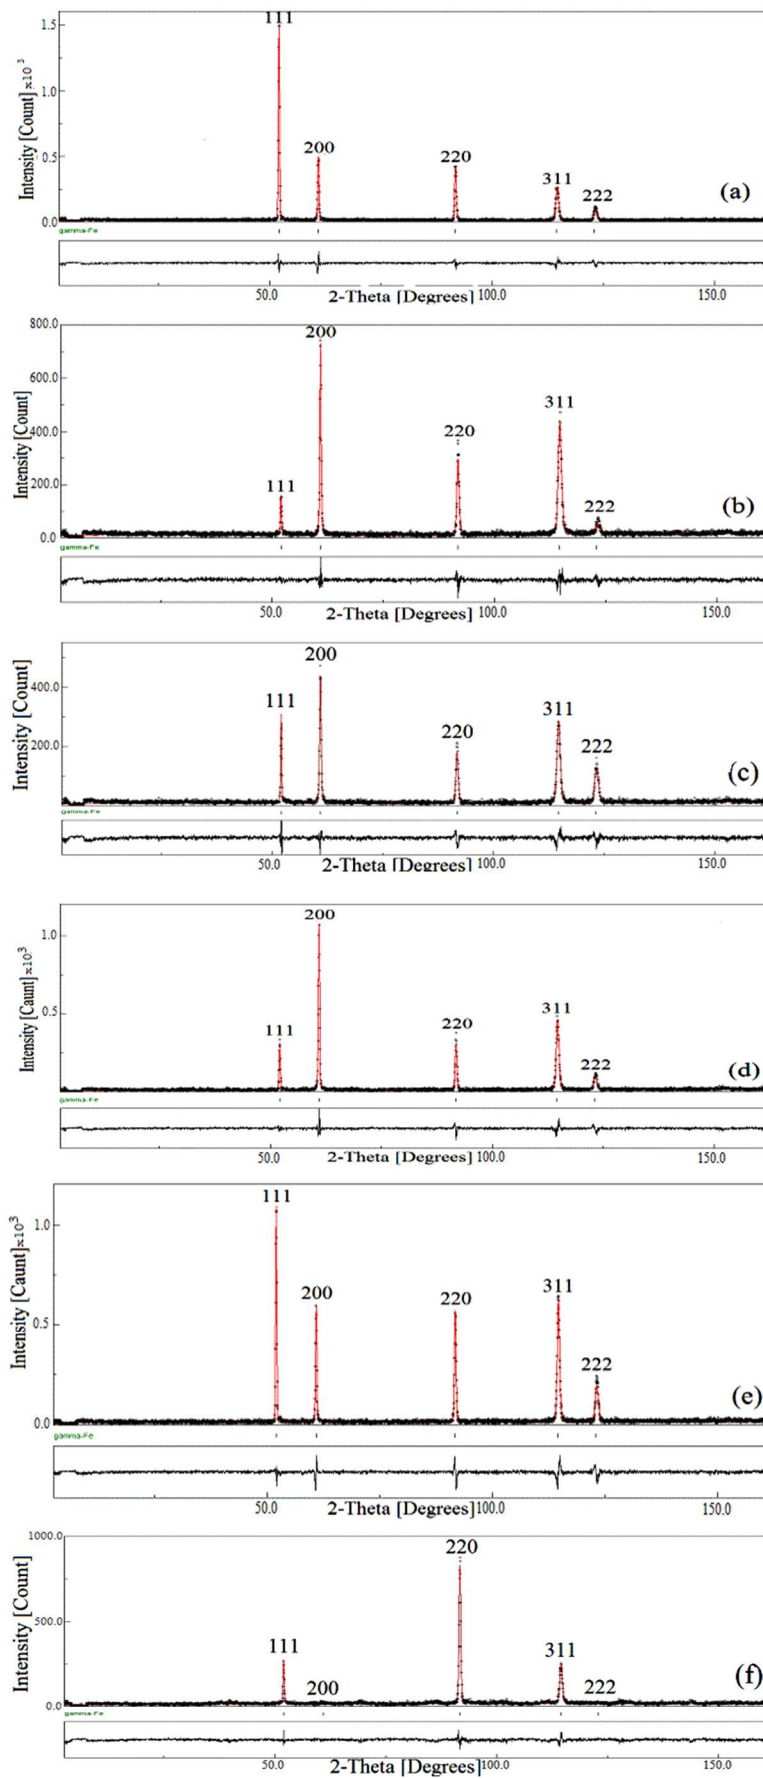 111
Intensity [Count] x10⁻³
1.5
1.0
0.5
0.0
200
220
311
222
(a)
gamma-Fe
50.0
2-Theta [Degrees]
100.0
150.0
Intensity [Count]
800.0
600.0
400.0
200.0
0.0
111
200
220
311
222
(b)
gamma-Fe
50.0
2-Theta [Degrees]
100.0
150.0
Intensity [Count]
400.0
200.0
111
200
220
311
222
(c)
gamma-Fe
50.0
2-Theta [Degrees]
100.0
150.0
Intensity [Caunt] x10³
1.0
0.5
111
200
220
311
222
(d)
gamma-Fe
50.0
2-Theta [Degrees]
100.0
150.0
Intensity [Caunt] x10³
1.0
0.5
0.0
111
200
220
311
222
(e)
gamma-Fe
50.0
2-Theta [Degrees]
100.0
150.0
Intensity [Count]
1000.0
500.0
0.0
111
200
220
311
222
(f)
gamma-Fe
50.0
2-Theta [Degrees]
100.0
150.0